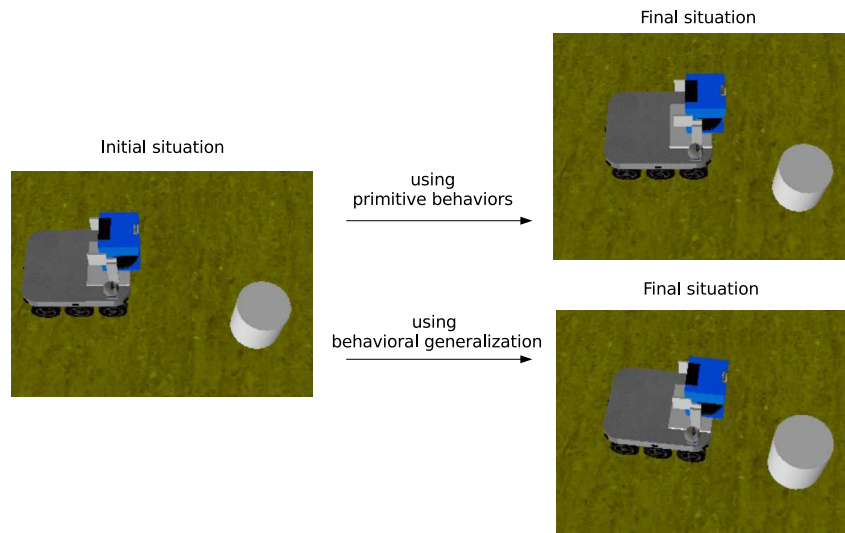 Final situation
Initial situation
using
primitive behaviors
Final situation
using
behavioral generalization